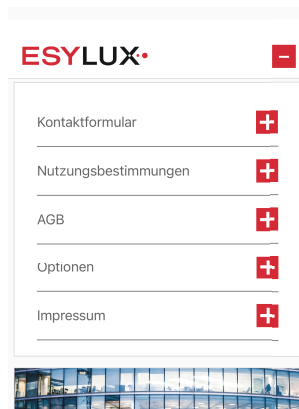 ESYLUX
Kontaktformular
Nutzungsbestimmungen
AGB
Optionen
Impressum